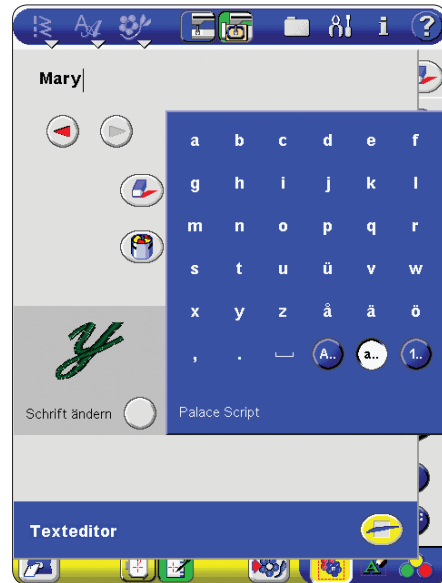 i ?
Mary
a b c d e f
g h i j k l
m n o p q r
s t u ü v w
x y z å ä ö
, . A.. a.. 1..
y
Schrift ändern Palace Script
Texteditor